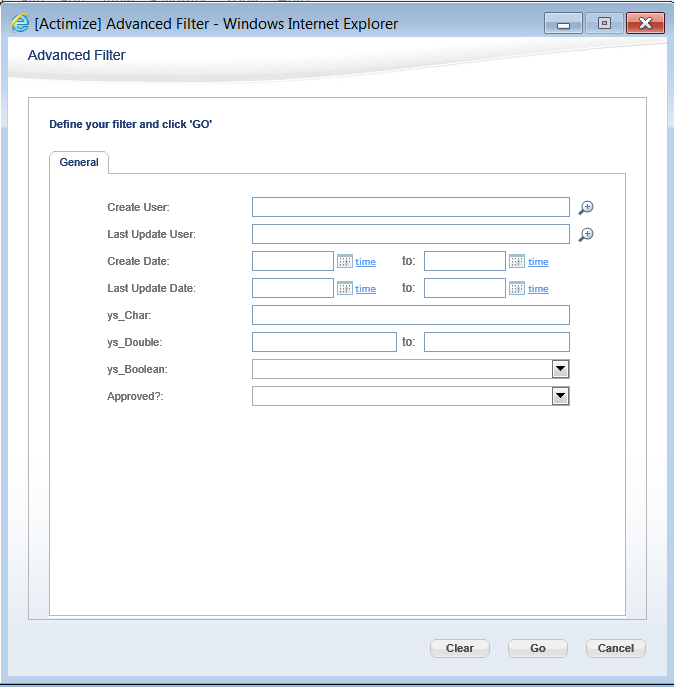 [Actimize] Advanced Filter - Windows Internet Explorer
Advanced Filter
Define your filter and click 'GO'
General
Create User:
Last Update User:
Create Date: time to: time
Last Update Date: time to: time
ys_Char:
ys_Double: to:
ys_Boolean:
Approved?:
Clear Go Cancel